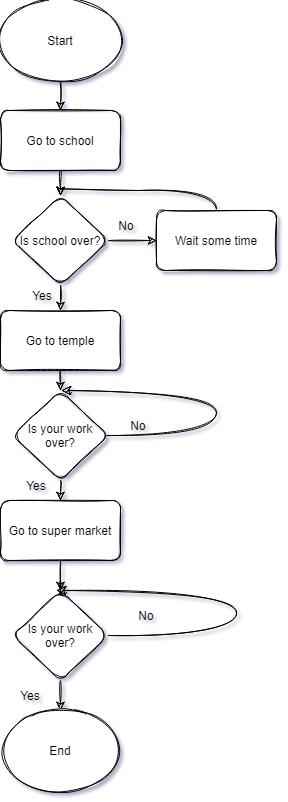 Start
Go to school
Is school over?
No
Wait some time
Yes
Go to temple
Is your work
over?
No
Yes
Go to super market
Is your work
over?
No
Yes
End